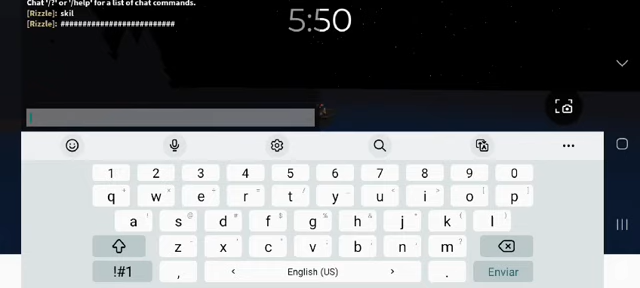 Chat '/?' or '/help' for a list of chat commands.
[Rizzle]: skil
[Rizzle]: ##########################
5:50
1 2 3 4 5 6 7 8 9 0
q w e r t y u i o p
a s d f g h j k l
z x c v b n m
!#1 , < English (US) > . Enviar